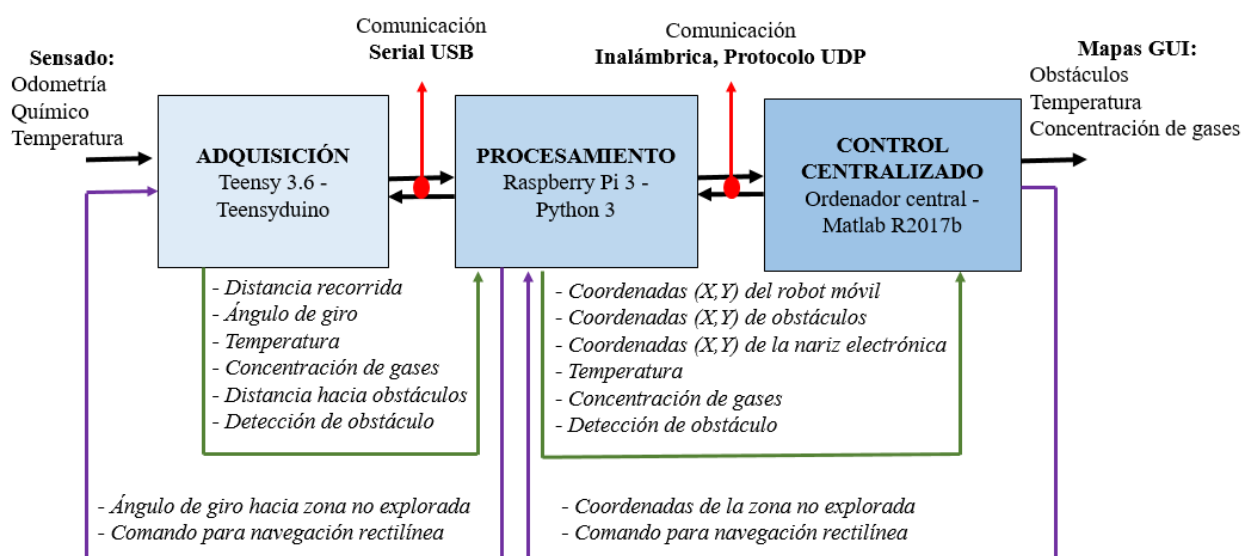 Comunicación
Serial USB
Comunicación
Inalámbrica, Protocolo UDP
Sensado:
Odometría
Químico
Temperatura
Mapas GUI:
Obstáculos
Temperatura
Concentración de gases
ADQUISICIÓN
Teensy 3.6 -
Teensyduino
PROCESAMIENTO
Raspberry Pi 3 -
Python 3
CONTROL
CENTRALIZADO
Ordenador central -
Matlab R2017b
- Distancia recorrida
- Ángulo de giro
- Temperatura
- Concentración de gases
- Distancia hacia obstáculos
- Detección de obstáculo
- Coordenadas (X,Y) del robot móvil
- Coordenadas (X,Y) de obstáculos
- Coordenadas (X,Y) de la nariz electrónica
- Temperatura
- Concentración de gases
- Detección de obstáculo
- Ángulo de giro hacia zona no explorada
- Comando para navegación rectilínea
- Coordenadas de la zona no explorada
- Comando para navegación rectilínea